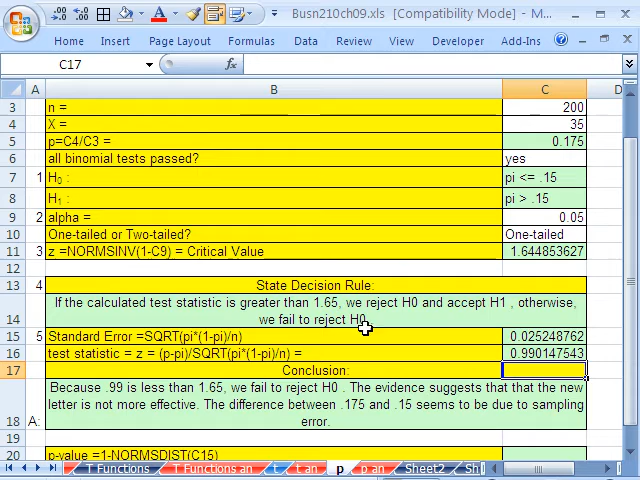 Busn210ch09.xls [Compatibility Mode] - M...
Home Insert Page Layout Formulas Data Review View Developer Add-Ins
C17 fx
A B C D
3 n = 200
4 X = 35
5 p=C4/C3 = 0.175
6 all binomial tests passed? yes
7 1 H0 : pi <= .15
8 H1 : pi > .15
9 2 alpha = 0.05
10 One-tailed or Two-tailed? One-tailed
11 3 z =NORMSINV(1-C9) = Critical Value 1.644853627
12
13 4 State Decision Rule:
If the calculated test statistic is greater than 1.65, we reject H0 and accept H1 , otherwise,
14 we fail to reject H0.
15 5 Standard Error =SQRT(pi*(1-pi)/n) 0.025248762
16 test statistic = z = (p-pi)/SQRT(pi*(1-pi)/n) = 0.990147543
17 Conclusion:
Because .99 is less than 1.65, we fail to reject H0 . The evidence suggests that that the new
letter is not more effective. The difference between .175 and .15 seems to be due to sampling
18 A: error.
19
20 p-value =1-NORMSDIST(C15)
T Functions T Functions an t t an p p an Sheet2 Sh